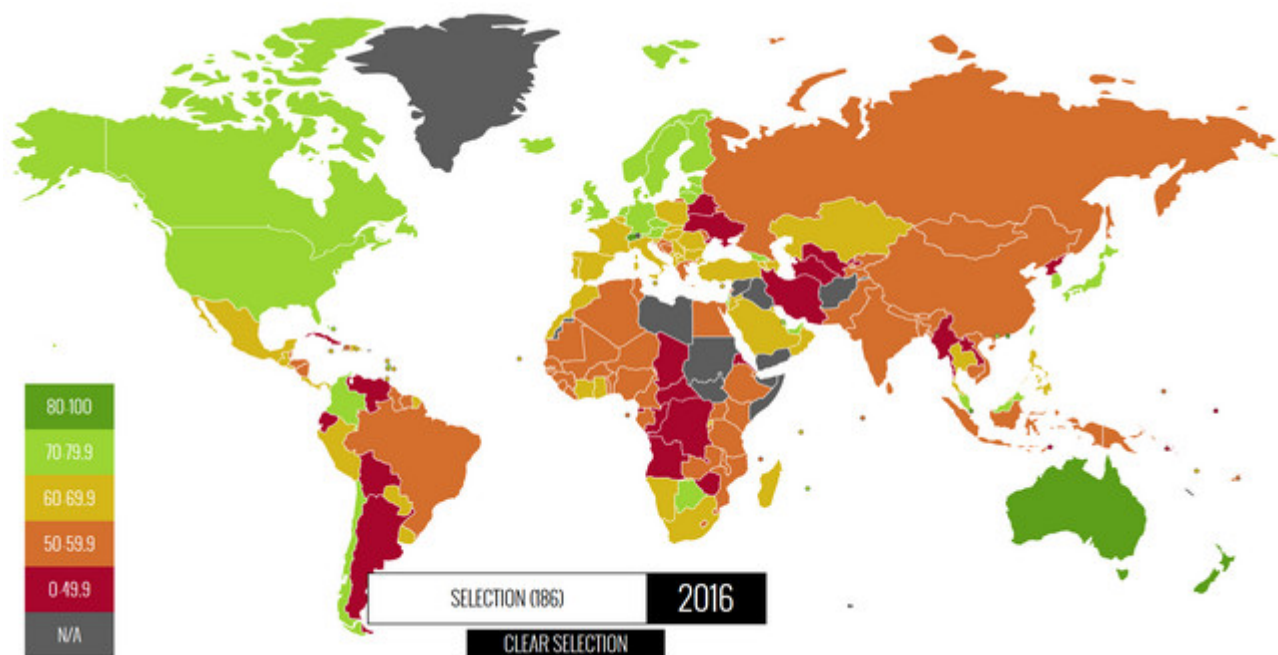 80-100
70-79.9
60-69.9
50-59.9
0-49.9
N/A
SELECTION (186)
2016
CLEAR SELECTION